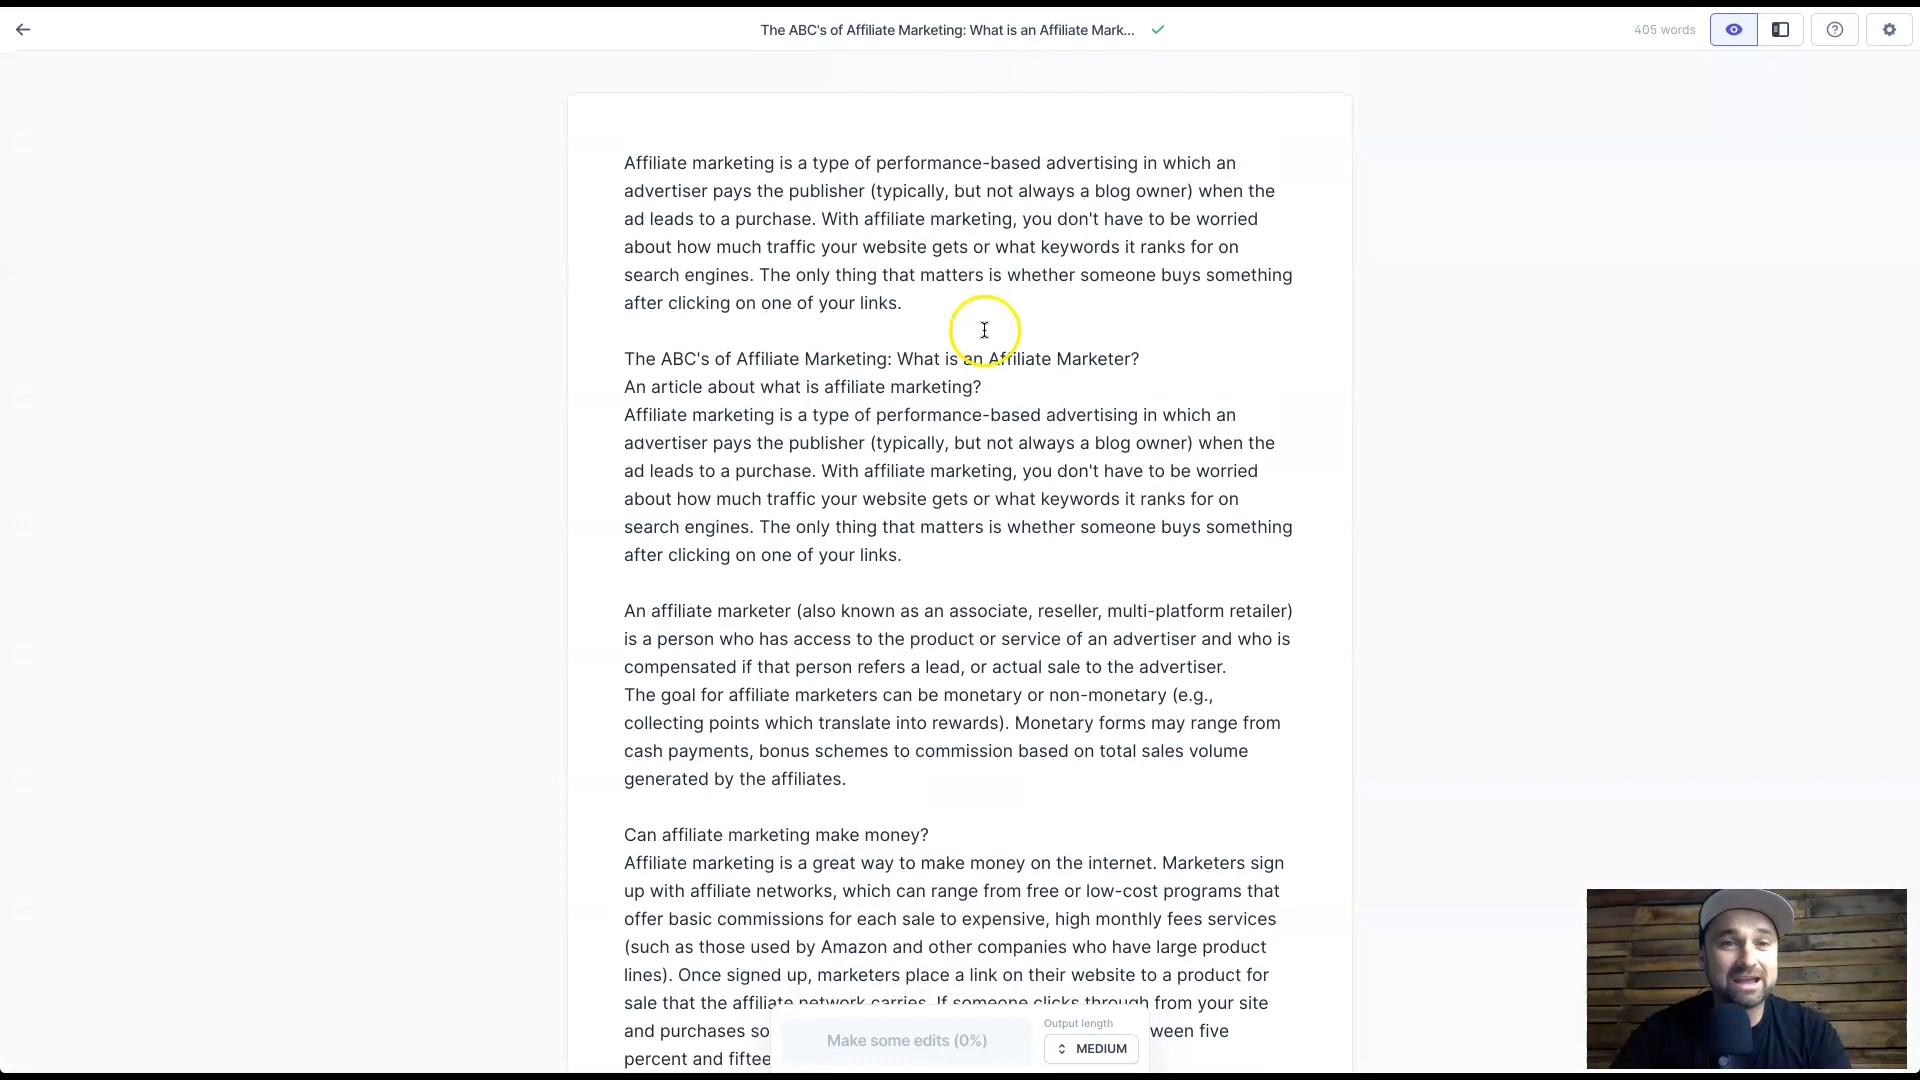 The ABC's of Affiliate Marketing: What is an Affiliate Mark...
405 words
Affiliate marketing is a type of performance-based advertising in which an
advertiser pays the publisher (typically, but not always a blog owner) when the
ad leads to a purchase. With affiliate marketing, you don't have to be worried
about how much traffic your website gets or what keywords it ranks for on
search engines. The only thing that matters is whether someone buys something
after clicking on one of your links.
The ABC's of Affiliate Marketing: What is an Affiliate Marketer?
An article about what is affiliate marketing?
Affiliate marketing is a type of performance-based advertising in which an
advertiser pays the publisher (typically, but not always a blog owner) when the
ad leads to a purchase. With affiliate marketing, you don't have to be worried
about how much traffic your website gets or what keywords it ranks for on
search engines. The only thing that matters is whether someone buys something
after clicking on one of your links.
An affiliate marketer (also known as an associate, reseller, multi-platform retailer)
is a person who has access to the product or service of an advertiser and who is
compensated if that person refers a lead, or actual sale to the advertiser.
The goal for affiliate marketers can be monetary or non-monetary (e.g.,
collecting points which translate into rewards). Monetary forms may range from
cash payments, bonus schemes to commission based on total sales volume
generated by the affiliates.
Can affiliate marketing make money?
Affiliate marketing is a great way to make money on the internet. Marketers sign
up with affiliate networks, which can range from free or low-cost programs that
offer basic commissions for each sale to expensive, high monthly fees services
(such as those used by Amazon and other companies who have large product
lines). Once signed up, marketers place a link on their website to a product for
sale that the affiliate network carries. If someone clicks through from your site
and purchases so ween five
percent and fiftee
Make some edits (0%)
Output length
MEDIUM